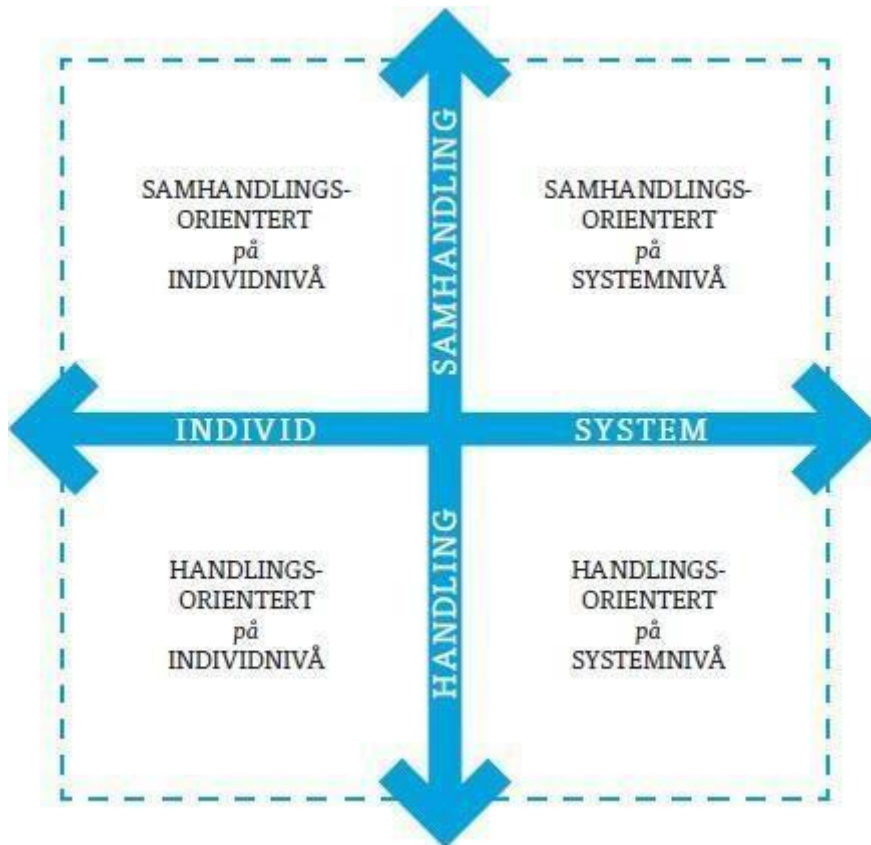 SAMHANDLING
SAMHANDLINGS-
ORIENTERT
på
INDIVIDNIVÅ
SAMHANDLINGS-
ORIENTERT
på
SYSTEMNIVÅ
INDIVID
SYSTEM
HANDLINGS-
ORIENTERT
på
INDIVIDNIVÅ
HANDLING
HANDLINGS-
ORIENTERT
på
SYSTEMNIVÅ